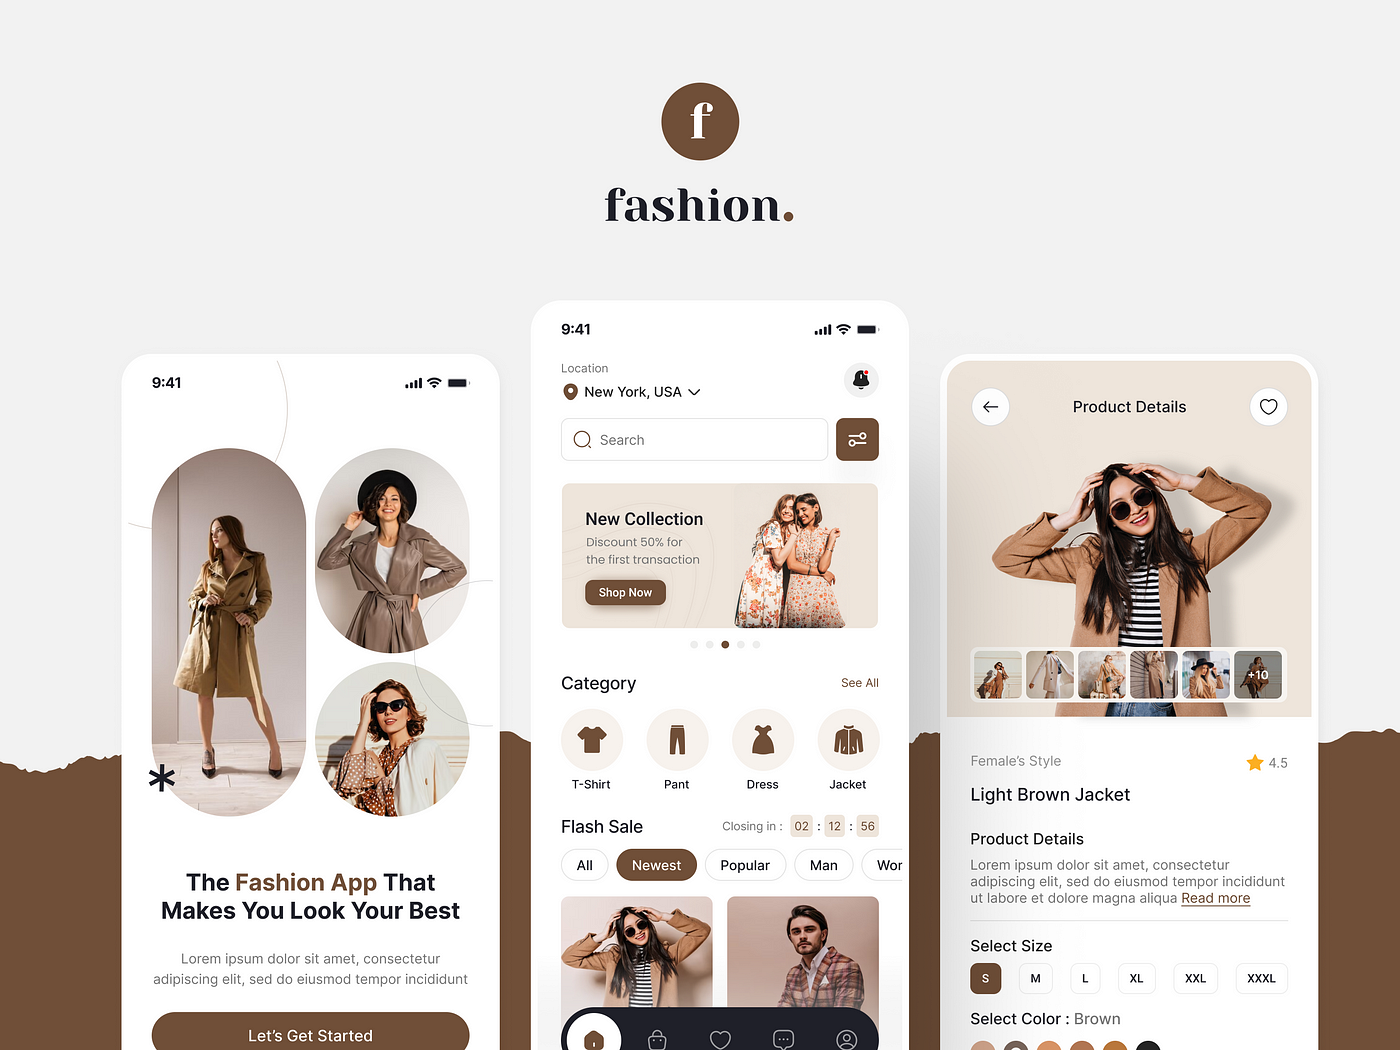 f
fashion.
9:41
The Fashion App That
Makes You Look Your Best
Lorem ipsum dolor sit amet, consectetur
adipiscing elit, sed do eiusmod tempor incididunt
Let's Get Started
9:41
Location
New York, USA
Search
New Collection
Discount 50% for
the first transaction
Shop Now
Category
See All
T-Shirt
Pant
Dress
Jacket
Flash Sale
Closing in : 02 : 12 : 56
All
Newest
Popular
Man
Wor
Product Details
+10
Female's Style
4.5
Light Brown Jacket
Product Details
Lorem ipsum dolor sit amet, consectetur
adipiscing elit, sed do eiusmod tempor incididunt
ut labore et dolore magna aliqua Read more
Select Size
S
M
L
XL
XXL
XXXL
Select Color : Brown